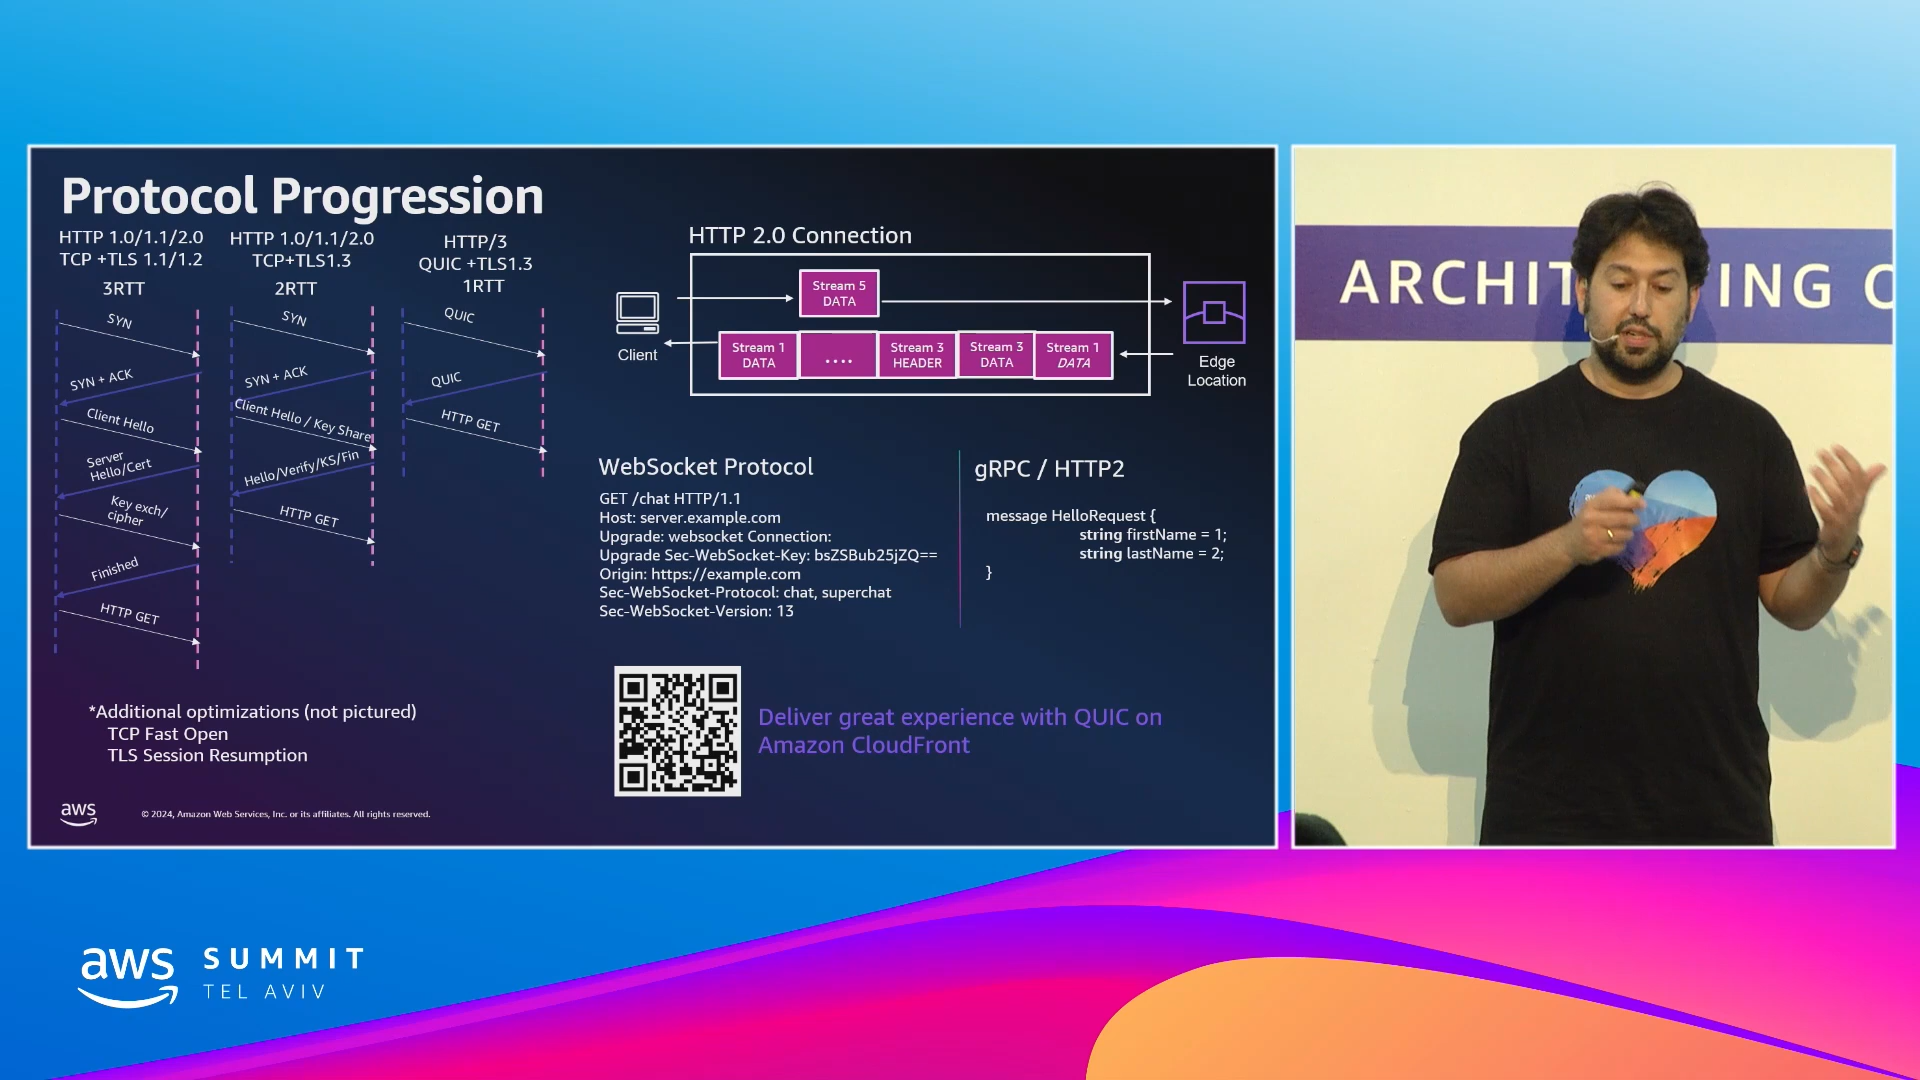 Protocol Progression
HTTP 1.0/1.1/2.0
TCP +TLS 1.1/1.2
3RTT
SYN
SYN + ACK
Client Hello
Server
Hello/Cert
Key exch/
cipher
Finished
HTTP GET
HTTP 1.0/1.1/2.0
TCP+TLS1.3
2RTT
SYN
SYN + ACK
Client Hello / Key Share
Hello/Verify/KS/Fin
HTTP GET
HTTP/3
QUIC +TLS1.3
1RTT
QUIC
QUIC
HTTP GET
*Additional optimizations (not pictured)
TCP Fast Open
TLS Session Resumption
HTTP 2.0 Connection
Client
Stream 5
DATA
Stream 1
DATA
....
Stream 3
HEADER
Stream 3
DATA
Stream 1
DATA
Edge
Location
WebSocket Protocol
GET /chat HTTP/1.1
Host: server.example.com
Upgrade: websocket Connection:
Upgrade Sec-WebSocket-Key: bsZSBub25jZQ==
Origin: https://example.com
Sec-WebSocket-Protocol: chat, superchat
Sec-WebSocket-Version: 13
gRPC / HTTP2
message HelloRequest {
string firstName = 1;
string lastName = 2;
}
Deliver great experience with QUIC on
Amazon CloudFront
aws
© 2024, Amazon Web Services, Inc. or its affiliates. All rights reserved.
ARCHIT ING O
aws SUMMIT
TEL AVIV